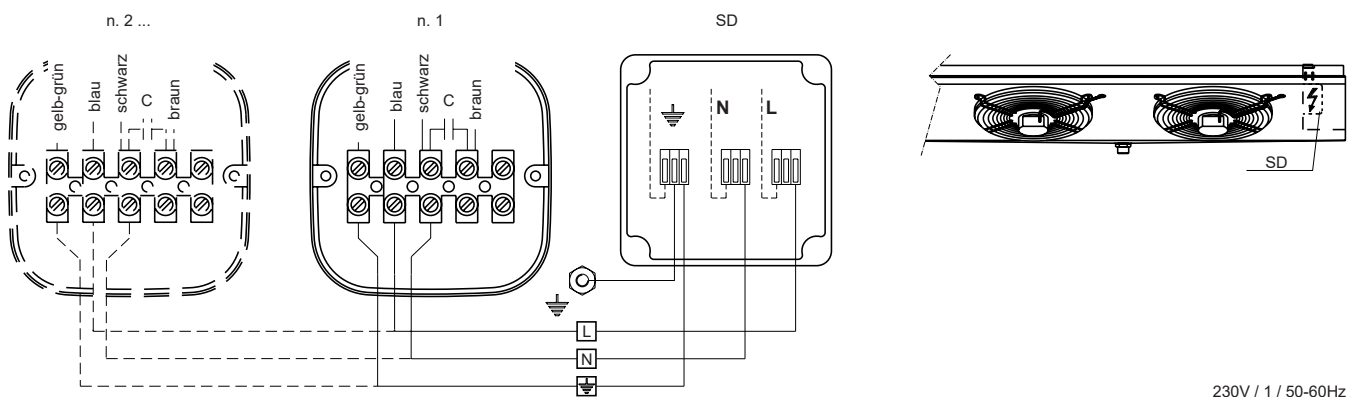 n. 2 ...
n. 1
SD
gelb-grün
blau
schwarz
C
braun
gelb-grün
blau
schwarz
C
braun
N
L
SD
L
N
230V / 1 / 50-60Hz